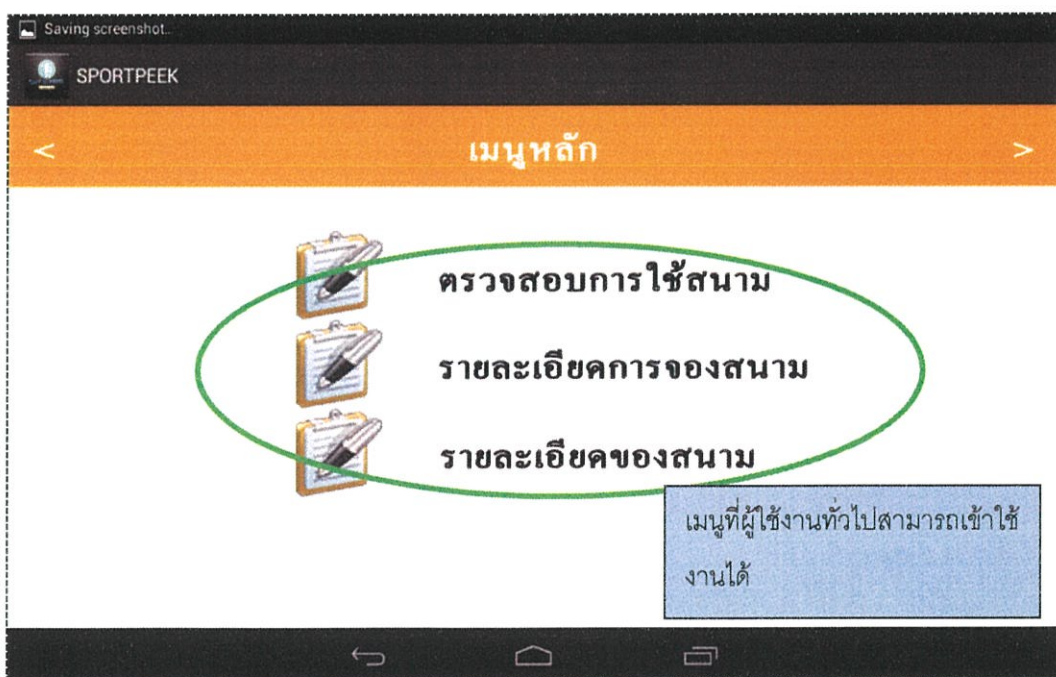 Saving screenshot..
SPORTPEEK
< เมนูหลัก >
ตรวจสอบการใช้สนาม
รายละเอียดการจองสนาม
รายละเอียดของสนาม
เมนูที่ผู้ใช้งานทั่วไปสามารถเข้าใช้
งานได้